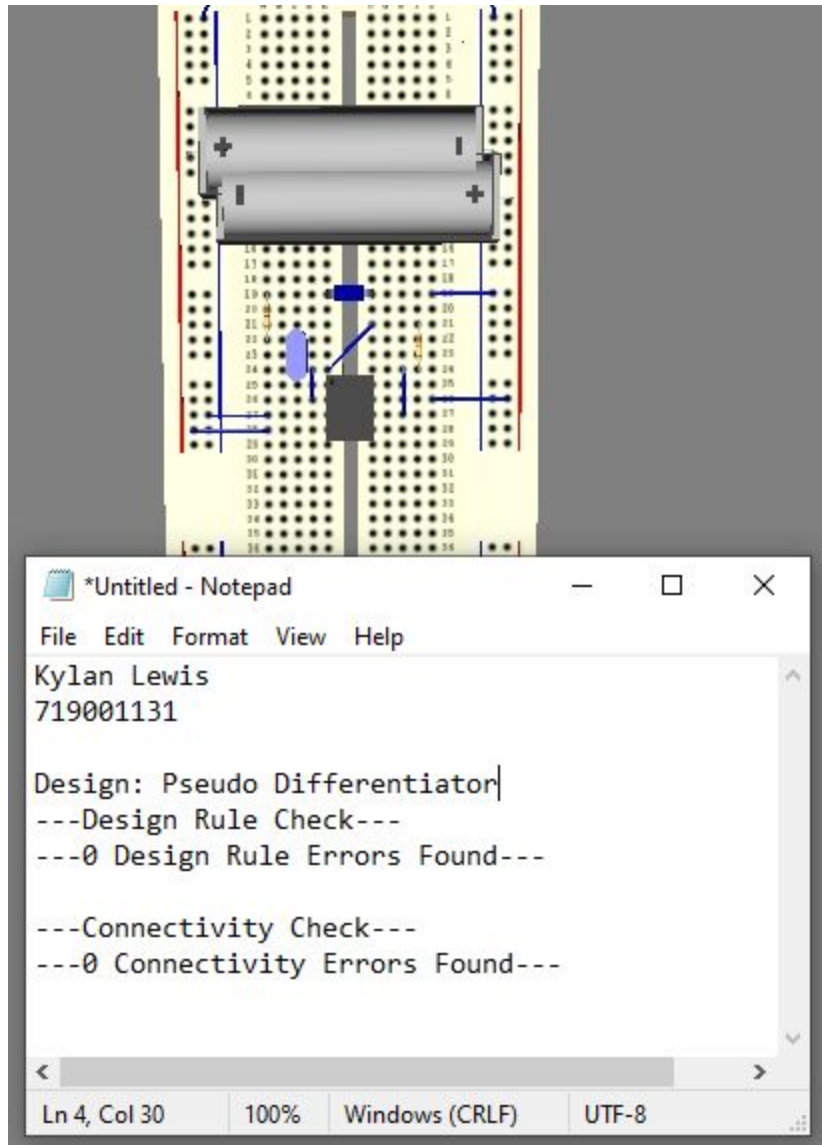 + -
- +
*Untitled - Notepad
File Edit Format View Help
Kylan Lewis
719001131
Design: Pseudo Differentiator
---Design Rule Check---
---0 Design Rule Errors Found---
---Connectivity Check---
---0 Connectivity Errors Found---
Ln 4, Col 30 100% Windows (CRLF) UTF-8